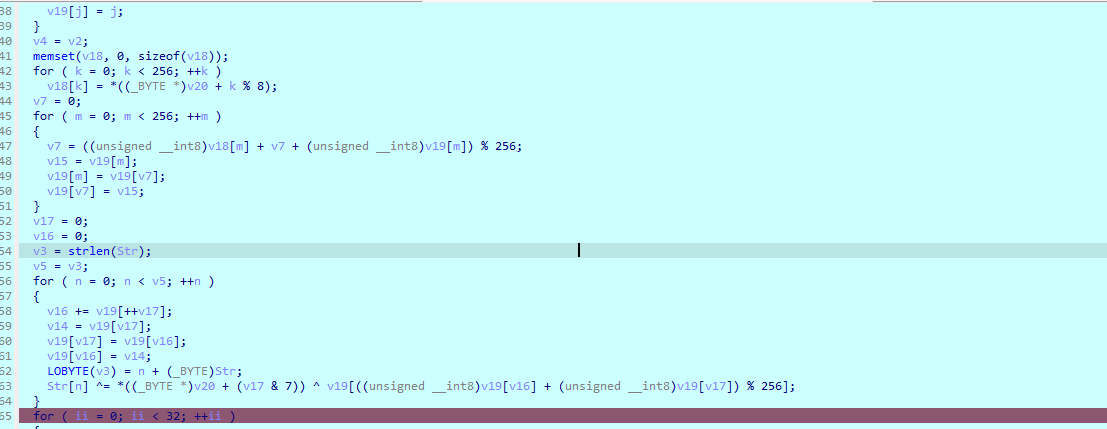 38 v19[j] = j;
39 }
40 v4 = v2;
41 memset(v18, 0, sizeof(v18));
42 for ( k = 0; k < 256; ++k )
43 v18[k] = *((_BYTE *)v20 + k % 8);
44 v7 = 0;
45 for ( m = 0; m < 256; ++m )
46 {
47 v7 = ((unsigned __int8)v18[m] + v7 + (unsigned __int8)v19[m]) % 256;
48 v15 = v19[m];
49 v19[m] = v19[v7];
50 v19[v7] = v15;
51 }
52 v17 = 0;
53 v16 = 0;
54 v3 = strlen(Str);
55 v5 = v3;
56 for ( n = 0; n < v5; ++n )
57 {
58 v16 += v19[++v17];
59 v14 = v19[v17];
60 v19[v17] = v19[v16];
61 v19[v16] = v14;
62 LOBYTE(v3) = n + (_BYTE)Str;
63 Str[n] ^= *((_BYTE *)v20 + (v17 & 7)) ^ v19[((unsigned __int8)v19[v16] + (unsigned __int8)v19[v17]) % 256];
64 }
65 for ( ii = 0; ii < 32; ++ii )